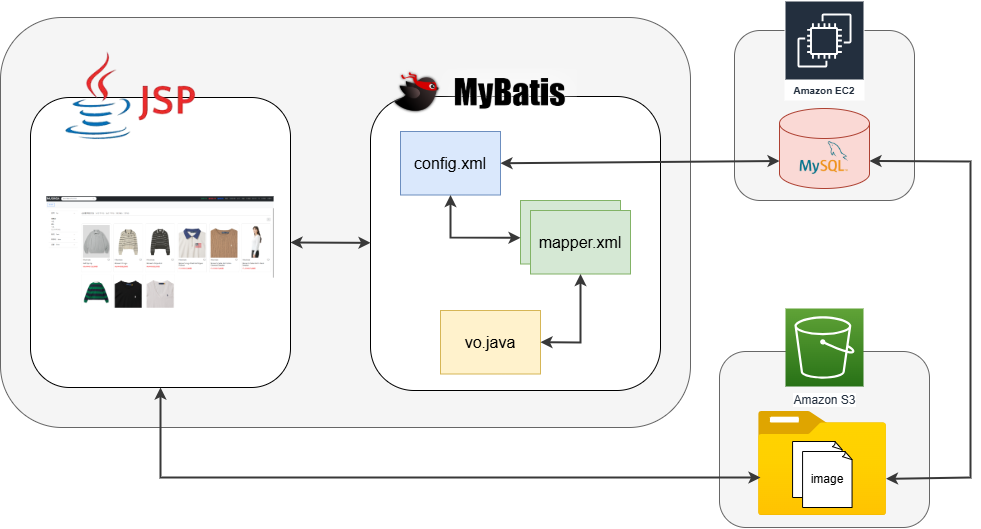 JSP
MyBatis
config.xml
mapper.xml
vo.java
Amazon EC2
MySQL
Amazon S3
image